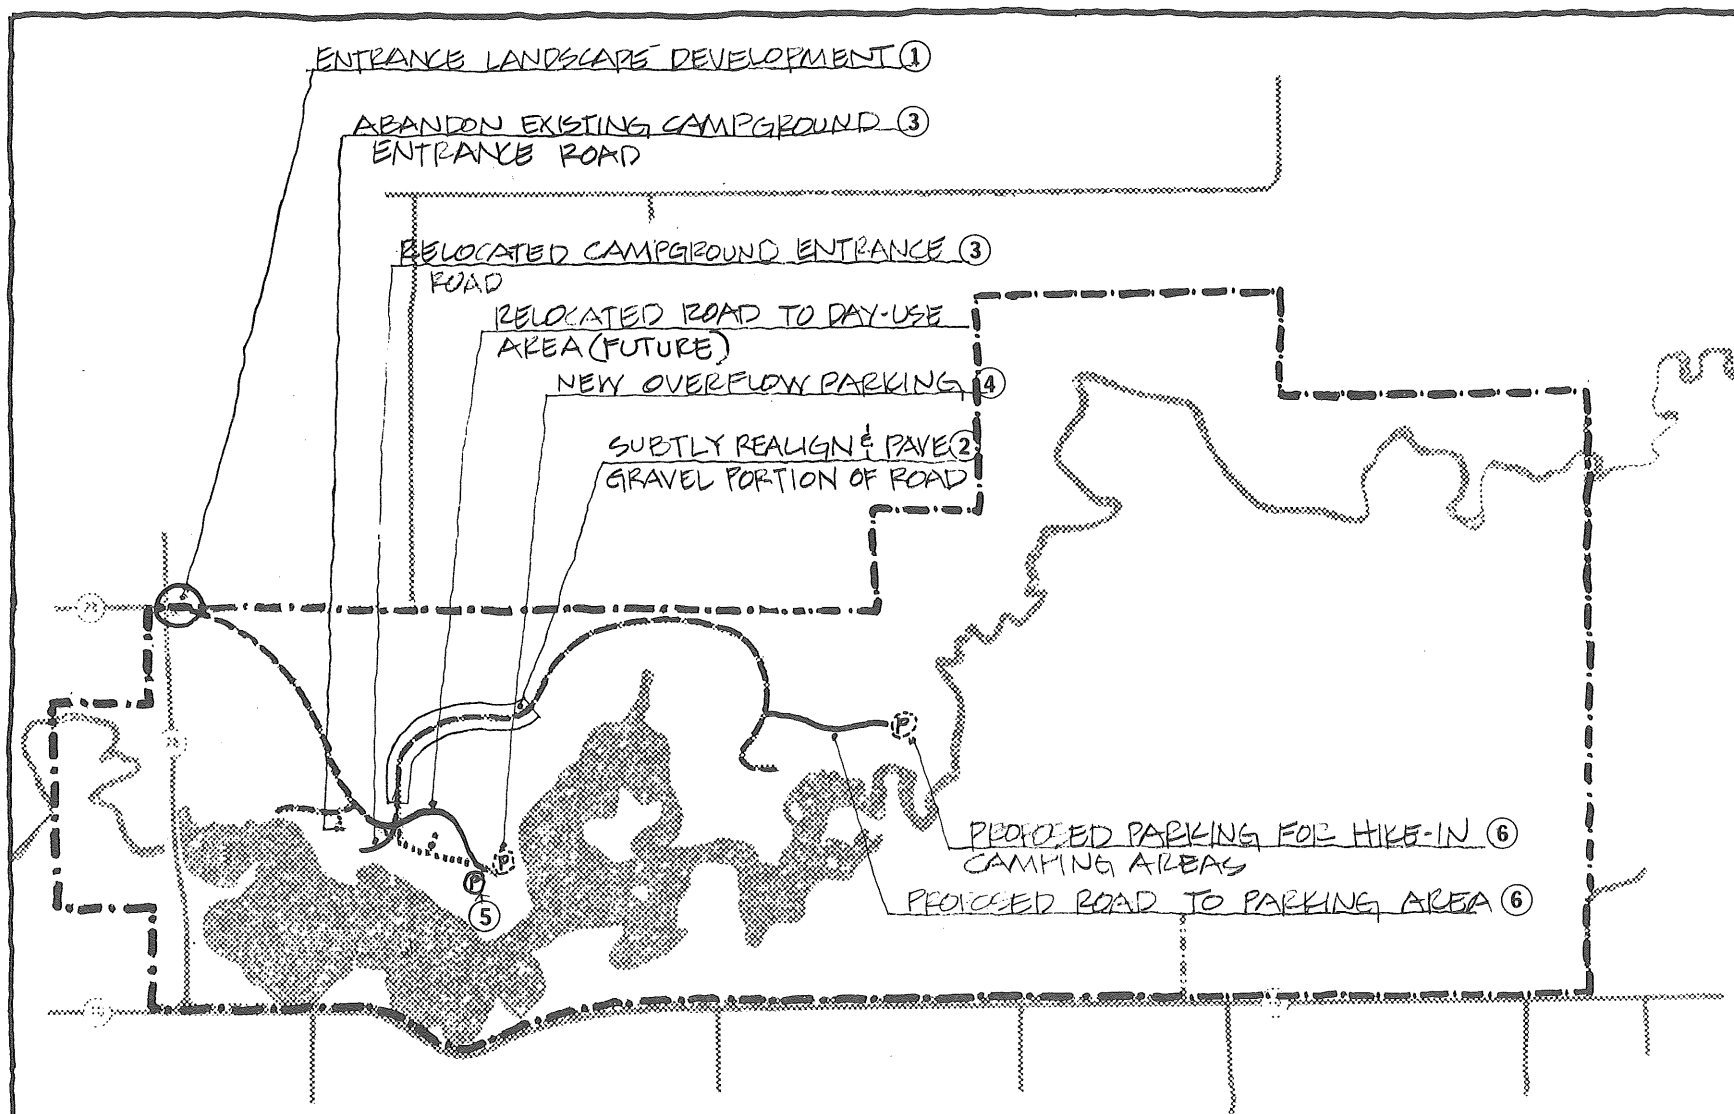 ENTRANCE LANDSCAPE DEVELOPMENT 1
ABANDON EXISTING CAMPGROUND 3
ENTRANCE ROAD
RELOCATED CAMPGROUND ENTRANCE 3
ROAD
RELOCATED ROAD TO DAY-USE
AREA (FUTURE)
NEW OVERFLOW PARKING 4
SUBTLY REALIGN & PAVE 2
GRAVEL PORTION OF ROAD
P
P
P
5
PROPOSED PARKING FOR HIKE-IN 6
CAMPING AREAS
PROPOSED ROAD TO PARKING AREA 6